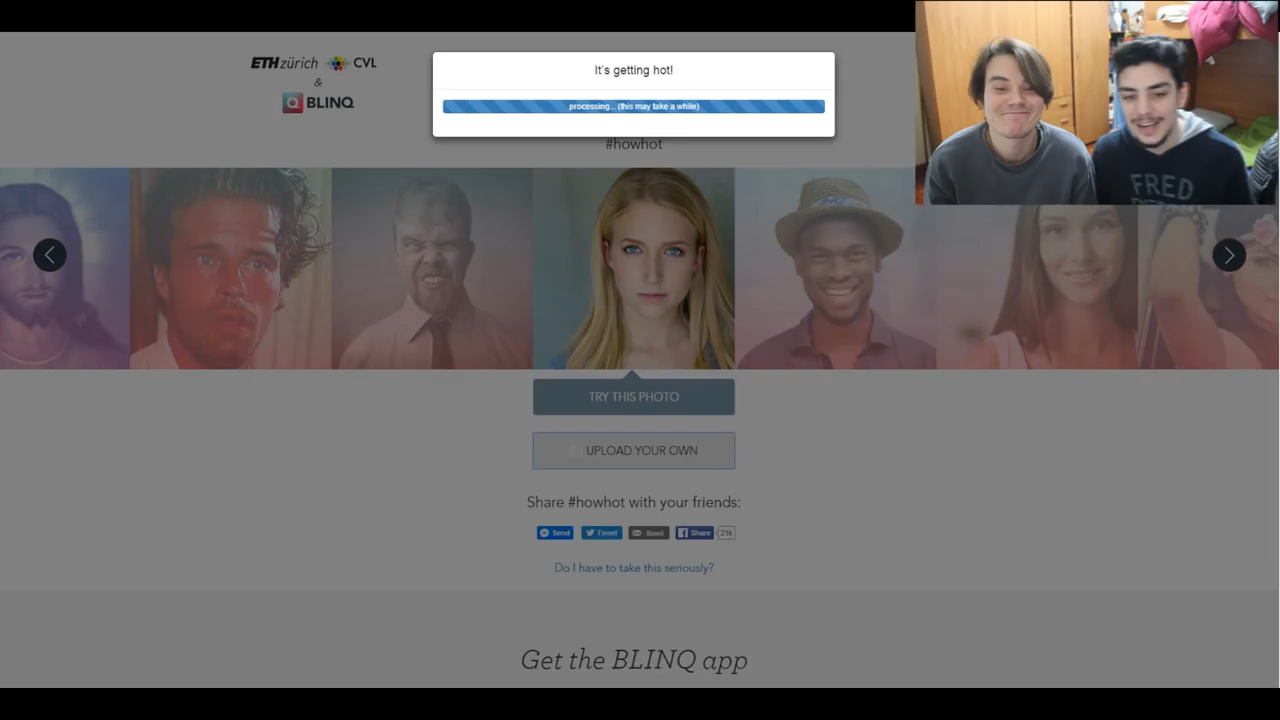 ETH zürich CVL
&
BLINQ
It's getting hot!
processing... (this may take a while)
#howhot
FRED
TRY THIS PHOTO
UPLOAD YOUR OWN
Share #howhot with your friends:
Send Tweet Email Share 21k
Do I have to take this seriously?
Get the BLINQ app